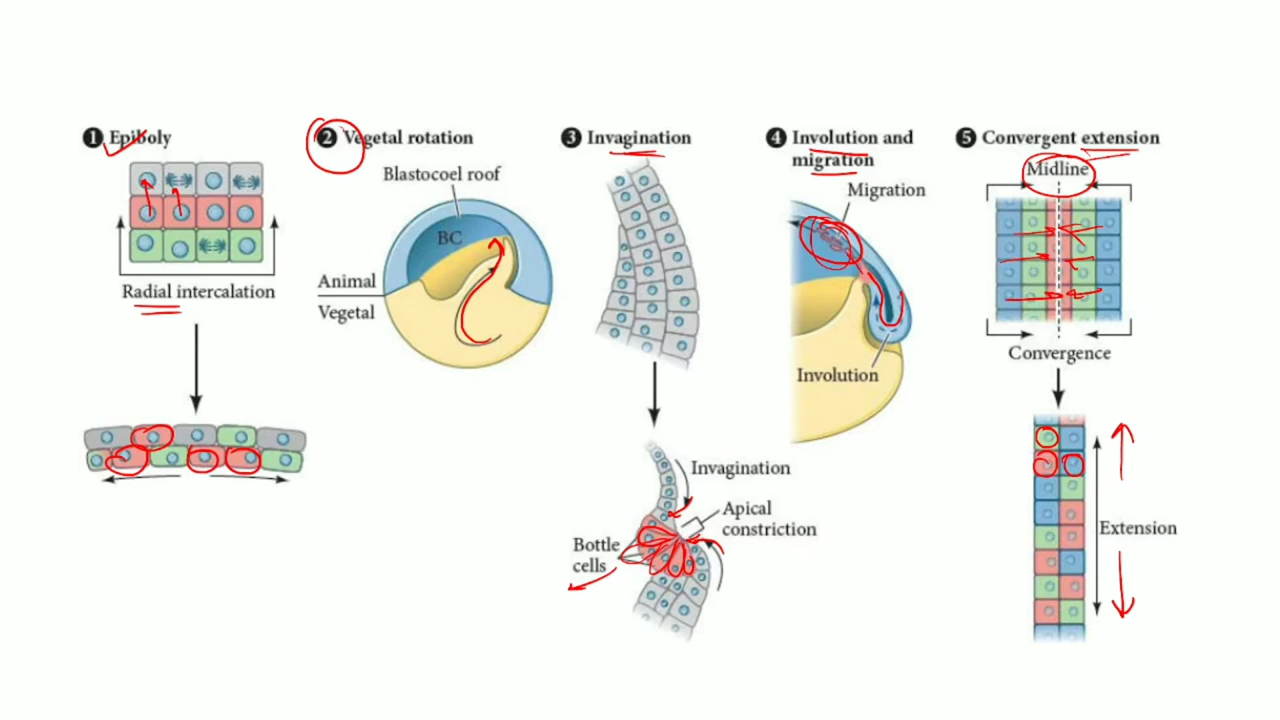 1 Epiboly
Radial intercalation
2 Vegetal rotation
Blastocoel roof
BC
Animal
Vegetal
3 Invagination
Invagination
Apical
constriction
Bottle
cells
4 Involution and
migration
Migration
Involution
5 Convergent extension
Midline
Convergence
Extension